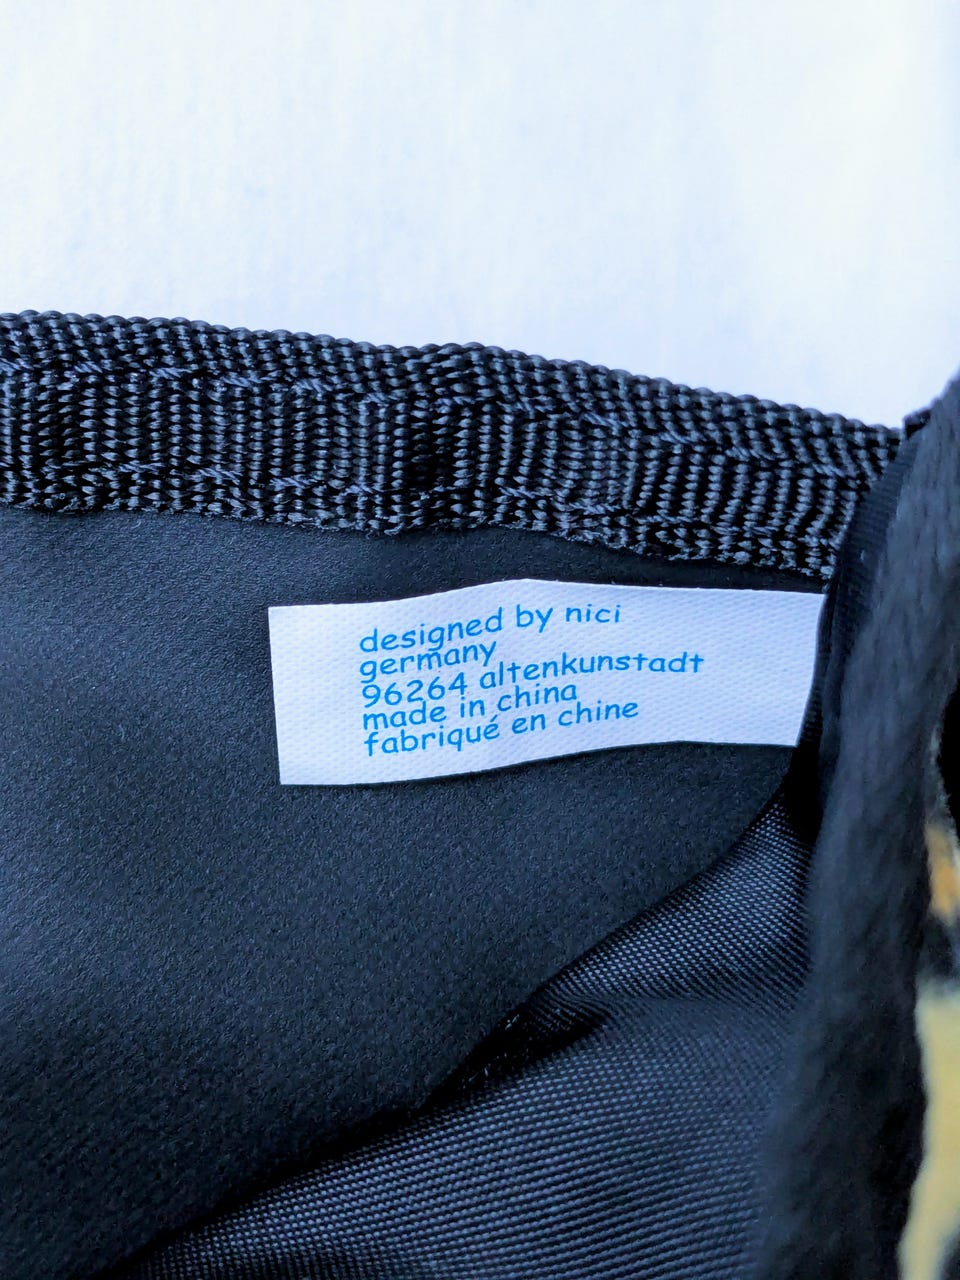 designed by nici
germany
96264 altenkunstadt
made in china
fabriqué en chine